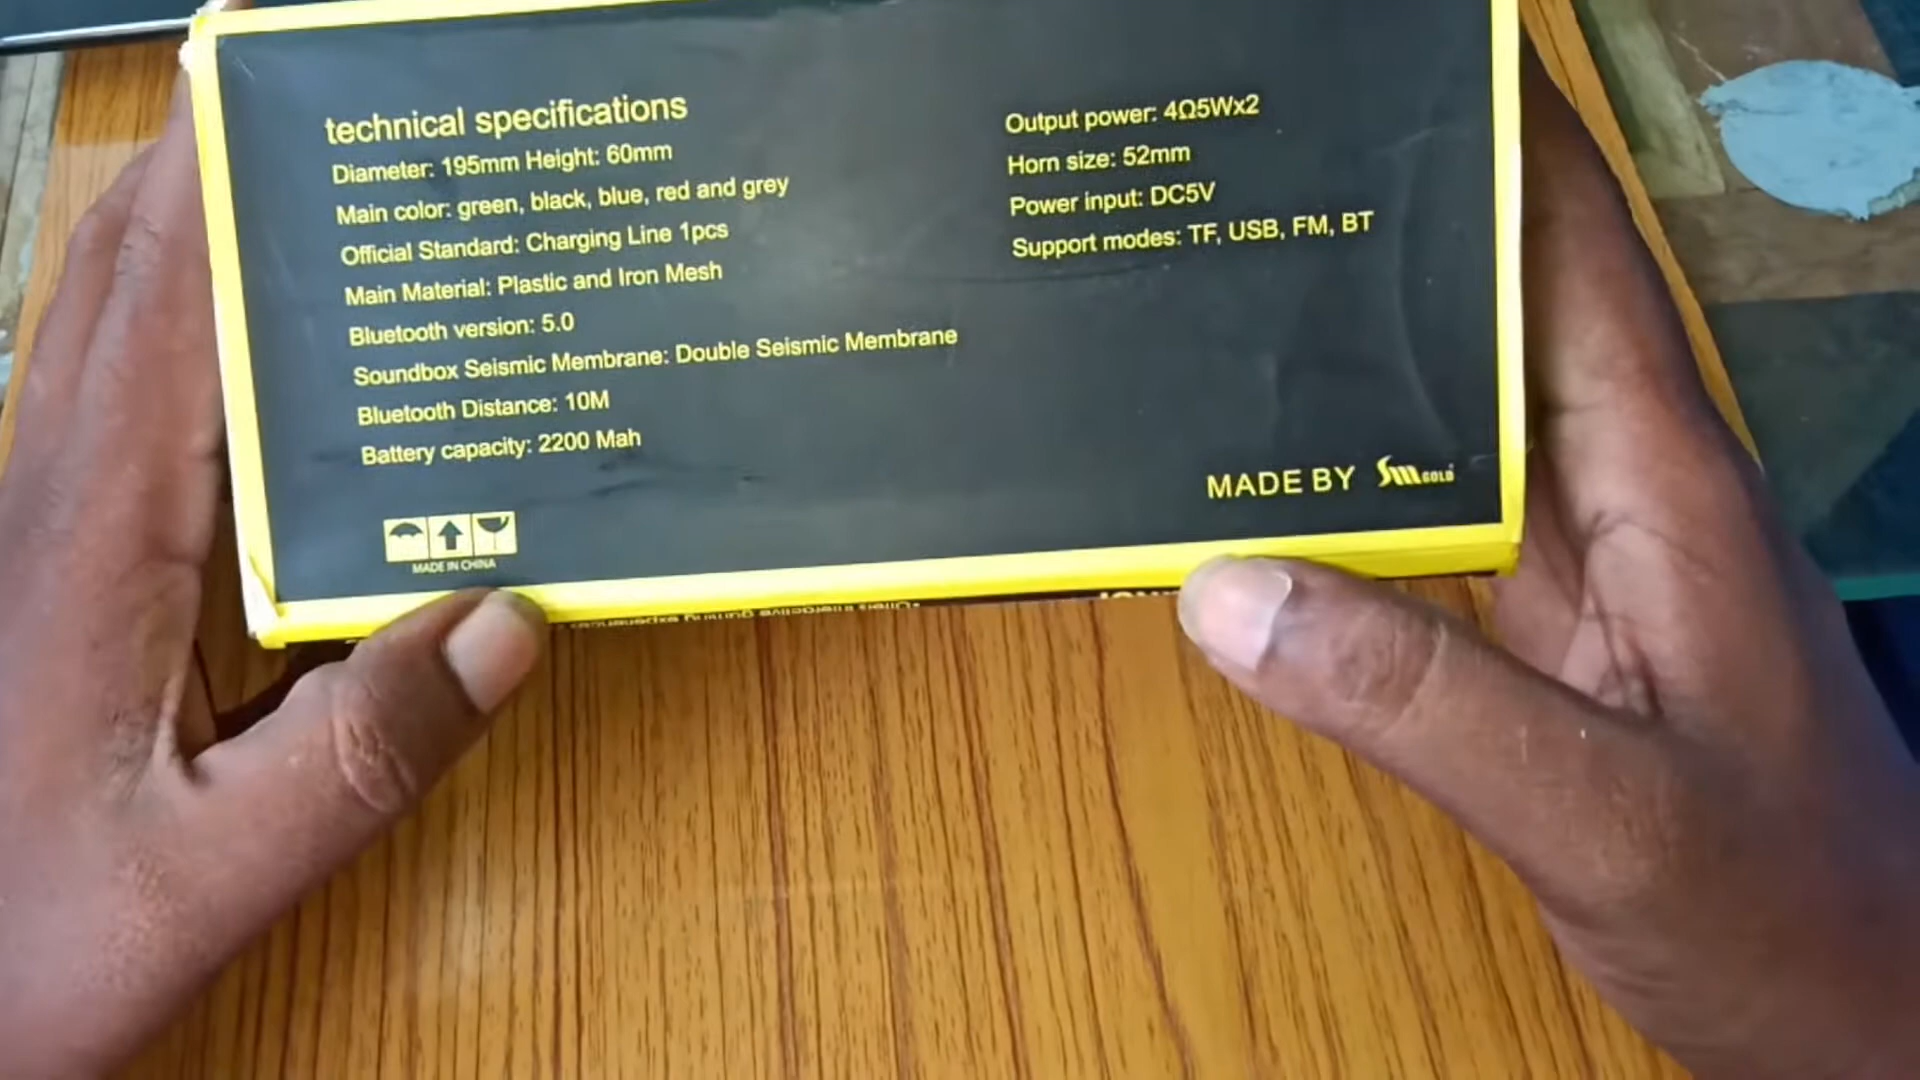 technical specifications
Diameter: 195mm Height: 60mm
Main color: green, black, blue, red and grey
Official Standard: Charging Line 1pcs
Main Material: Plastic and Iron Mesh
Bluetooth version: 5.0
Soundbox Seismic Membrane: Double Seismic Membrane
Bluetooth Distance: 10M
Battery capacity: 2200 Mah
Output power: 4Ω5Wx2
Horn size: 52mm
Power input: DC5V
Support modes: TF, USB, FM, BT
MADE BY Sm GOLD
MADE IN CHINA